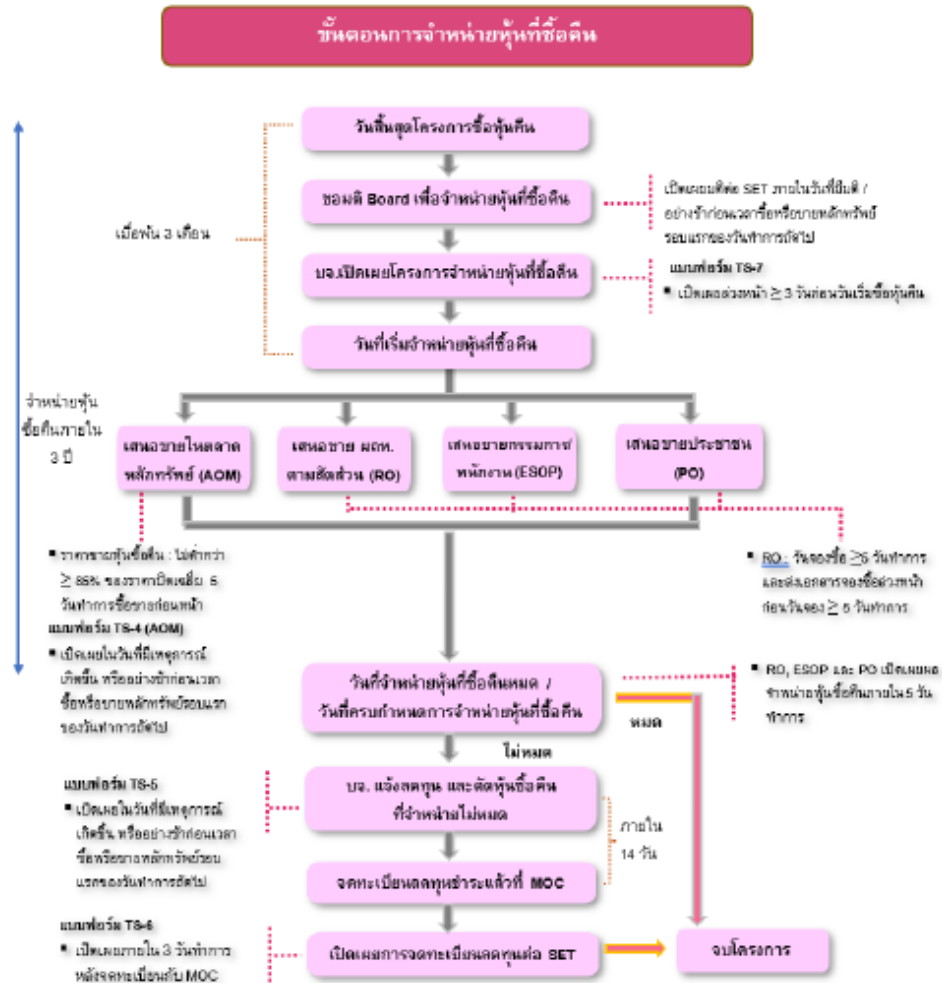 ขั้นตอนการจำหน่ายหุ้นที่ซื้อคืน
วันสิ้นสุดโครงการซื้อหุ้นคืน
ขอมติ Board เพื่อจำหน่ายหุ้นที่ซื้อคืน
เปิดเผยมติต่อ SET ภายในวันที่มีมติ /
อย่างช้าก่อนเวลาซื้อหรือขายหลักทรัพย์
รอบแรกของวันทำการถัดไป
เมื่อพ้น 3 เดือน
บจ.เปิดเผยโครงการจำหน่ายหุ้นที่ซื้อคืน
แบบฟอร์ม TS-7
▪ เปิดเผยล่วงหน้า ≥ 3 วันก่อนวันเริ่มซื้อหุ้นคืน
วันที่เริ่มจำหน่ายหุ้นที่ซื้อคืน
จำหน่ายหุ้น
ซื้อคืนภายใน
3 ปี
เสนอขายในตลาด
หลักทรัพย์ (AOM)
เสนอขาย ผถห.
ตามสัดส่วน (RO)
เสนอขายกรรมการ/
พนักงาน (ESOP)
เสนอขายประชาชน
(PO)
▪ ราคาขายหุ้นซื้อคืน : ไม่ต่ำกว่า
≥ 85% ของราคาปิดเฉลี่ย 5
วันทำการซื้อขายก่อนหน้า
แบบฟอร์ม TS-4 (AOM)
▪ เปิดเผยในวันที่มีเหตุการณ์
เกิดขึ้น หรืออย่างช้าก่อนเวลา
ซื้อหรือขายหลักทรัพย์รอบแรก
ของวันทำการถัดไป
▪ RO : วันจองซื้อ ≥5 วันทำการ
และส่งเอกสารจองซื้อล่วงหน้า
ก่อนวันจอง ≥ 5 วันทำการ
วันที่จำหน่ายหุ้นที่ซื้อคืนหมด /
วันที่ครบกำหนดการจำหน่ายหุ้นที่ซื้อคืน
▪ RO, ESOP และ PO เปิดเผยผล
จำหน่ายหุ้นซื้อคืนภายใน 5 วัน
ทำการ
หมด
ไม่หมด
แบบฟอร์ม TS-5
▪ เปิดเผยในวันที่มีเหตุการณ์
เกิดขึ้น หรืออย่างช้าก่อนเวลา
ซื้อหรือขายหลักทรัพย์รอบ
แรกของวันทำการถัดไป
บจ. แจ้งลดทุน และตัดหุ้นซื้อคืน
ที่จำหน่ายไม่หมด
ภายใน
14 วัน
จดทะเบียนลดทุนชำระแล้วที่ MOC
แบบฟอร์ม TS-6
▪ เปิดเผยภายใน 3 วันทำการ
หลังจดทะเบียนกับ MOC
เปิดเผยการจดทะเบียนลดทุนต่อ SET
จบโครงการ